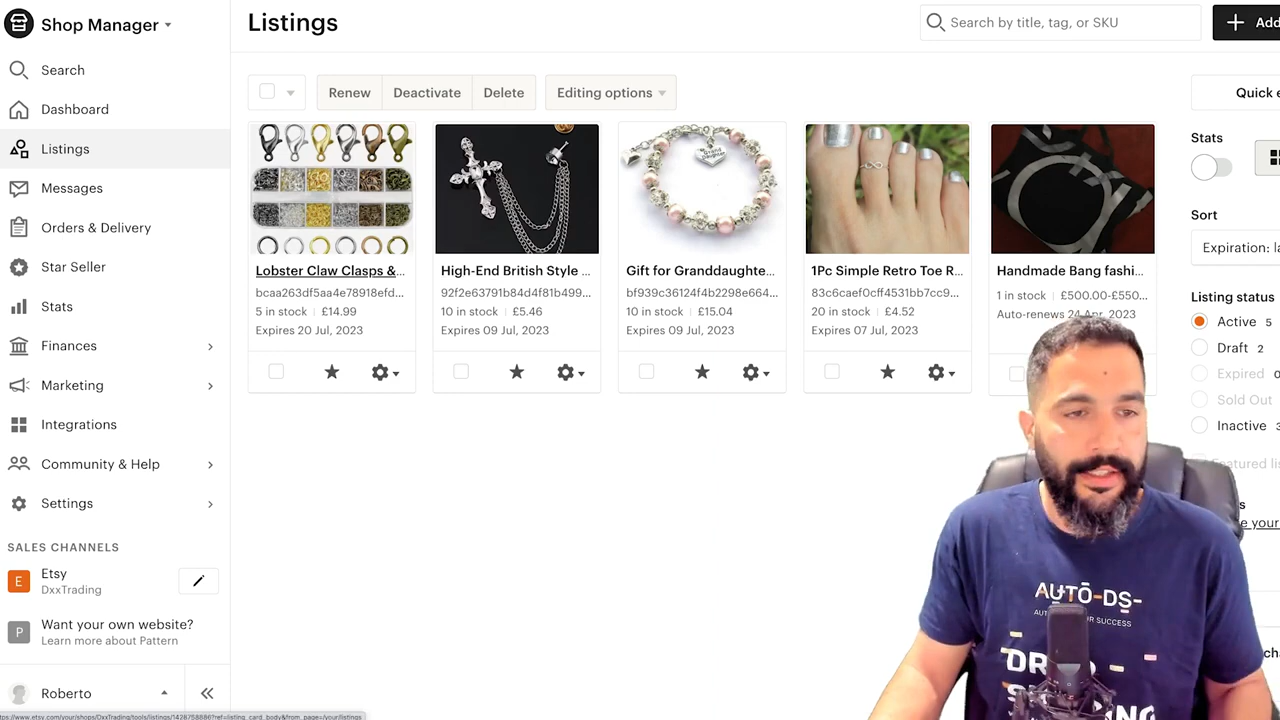 Shop Manager
Search
Dashboard
Listings
Messages
Orders & Delivery
Star Seller
Stats
Finances
Marketing
Integrations
Community & Help
Settings
SALES CHANNELS
E
Etsy
DxxTrading
P
Want your own website?
Learn more about Pattern
Roberto
Listings
Search by title, tag, or SKU
Add
Renew
Deactivate
Delete
Editing options
Lobster Claw Clasps &...
bcaa263df5aa4e78918efd...
5 in stock £14.99
Expires 20 Jul, 2023
High-End British Style ...
92f2e63791b84d4f81b499...
10 in stock £5.46
Expires 09 Jul, 2023
Gift for Granddaughte...
bf939c36124f4b2298e664...
10 in stock £15.04
Expires 09 Jul, 2023
1Pc Simple Retro Toe R...
83c6caef0cff4531bb7cc9...
20 in stock £4.52
Expires 07 Jul, 2023
Handmade Bang fashi...
1 in stock £500.00-£550...
Auto-renews 24 Apr, 2023
Quick e
Stats
Sort
Expiration: la
Listing status
Active 5
Draft 2
Expired 0
Sold Out
Inactive 3
eatured lis
s
e your
AUTO-DS-